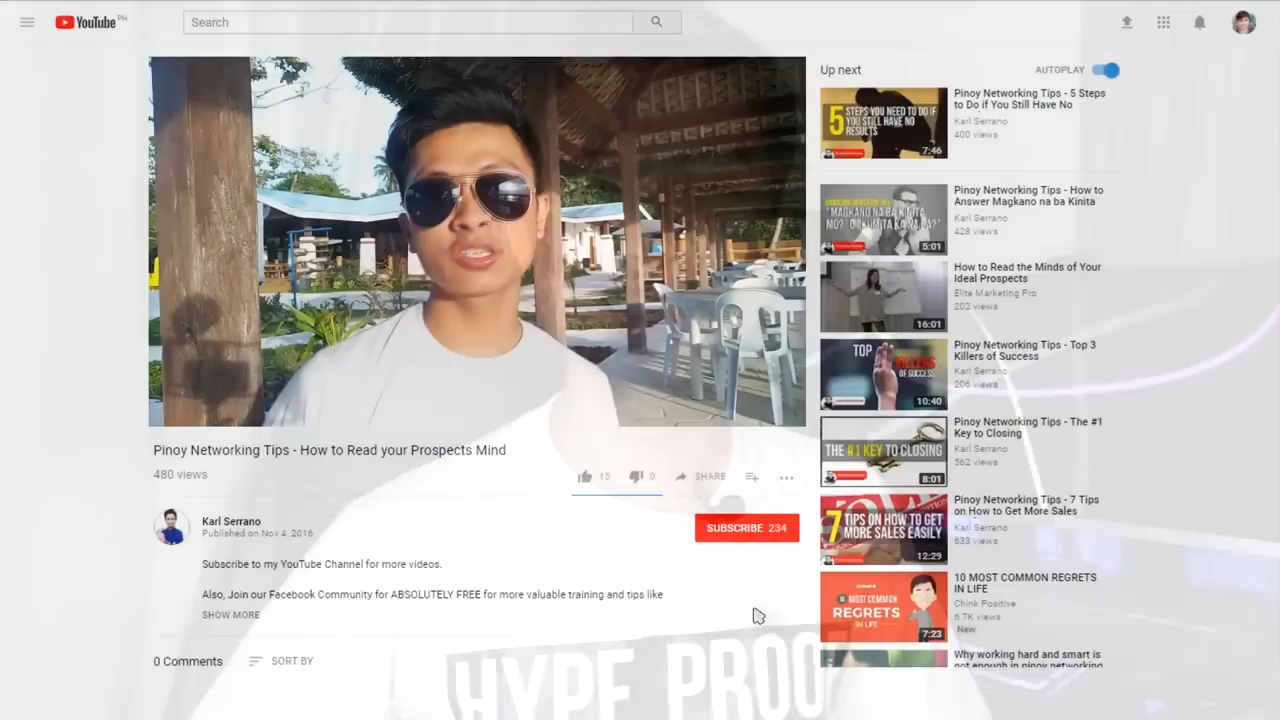 YouTube PH
Search
Up next
AUTOPLAY
5 STEPS YOU NEED TO DO IF
YOU STILL HAVE NO
RESULTS
7:46
Pinoy Networking Tips - 5 Steps
to Do if You Still Have No
Karl Serrano
400 views
"MAGKANO NA BA KINITA
MO?" O "KUMITA KA NA BA?"
5:01
Pinoy Networking Tips - How to
Answer Magkano na ba Kinita
Karl Serrano
428 views
16:01
How to Read the Minds of Your
Ideal Prospects
Elite Marketing Pro
202 views
TOP
KILLERS
OF SUCCESS
10:40
Pinoy Networking Tips - Top 3
Killers of Success
Karl Serrano
206 views
THE #1 KEY TO CLOSING
8:01
Pinoy Networking Tips - The #1
Key to Closing
Karl Serrano
562 views
7 TIPS ON HOW TO GET
MORE SALES EASILY
12:29
Pinoy Networking Tips - 7 Tips
on How to Get More Sales
Karl Serrano
633 views
10 MOST COMMON
REGRETS
IN LIFE
7:23
10 MOST COMMON REGRETS
IN LIFE
Chink Positive
6.7K views
New
Why working hard and smart is
not enough in pinoy networking
Pinoy Networking Tips - How to Read your Prospects Mind
480 views
15
0
SHARE
Karl Serrano
Published on Nov 4, 2016
SUBSCRIBE 234
Subscribe to my YouTube Channel for more videos.
Also, Join our Facebook Community for ABSOLUTELY FREE for more valuable training and tips like
SHOW MORE
0 Comments
SORT BY
HYPE PROO